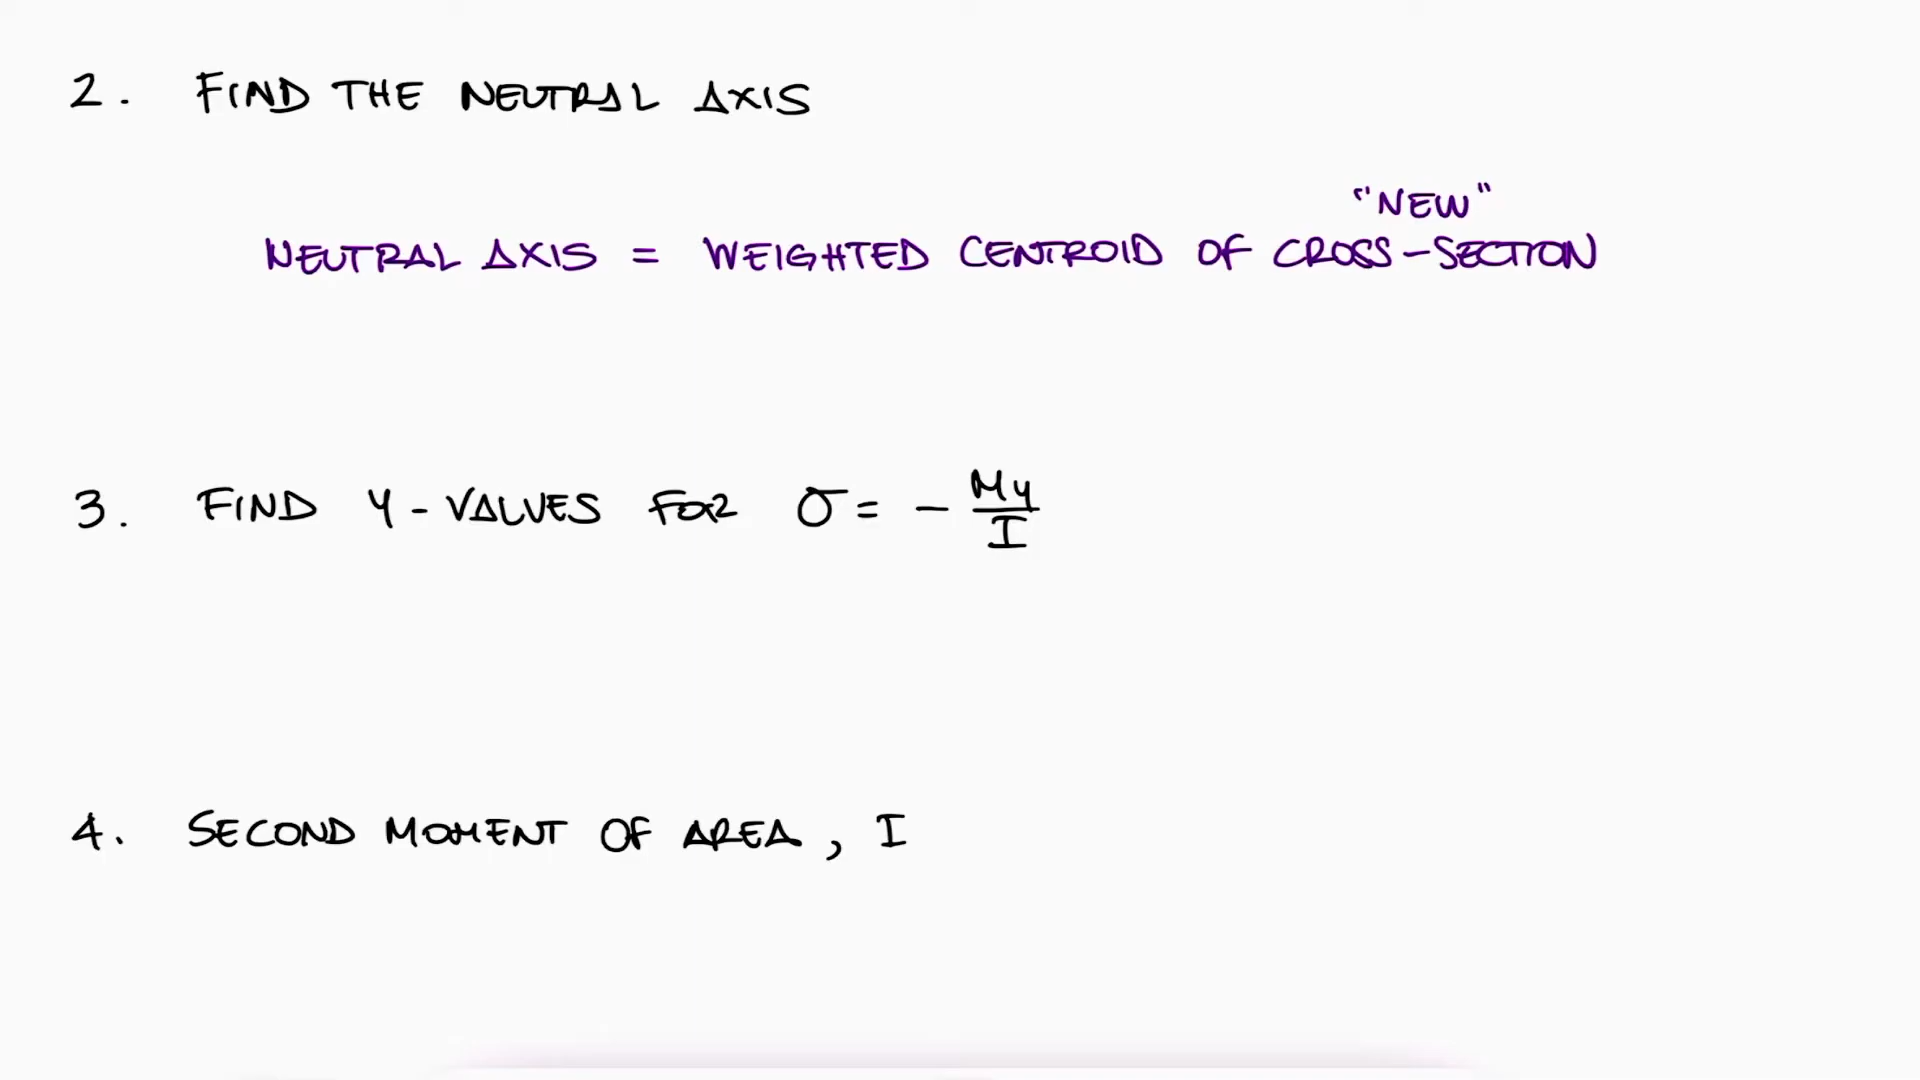 2. FIND THE NEUTRAL AXIS
"NEW"
NEUTRAL AXIS = WEIGHTED CENTROID OF CROSS-SECTION
3. FIND Y-VALUES FOR σ = - My/I
4. SECOND MOMENT OF AREA, I